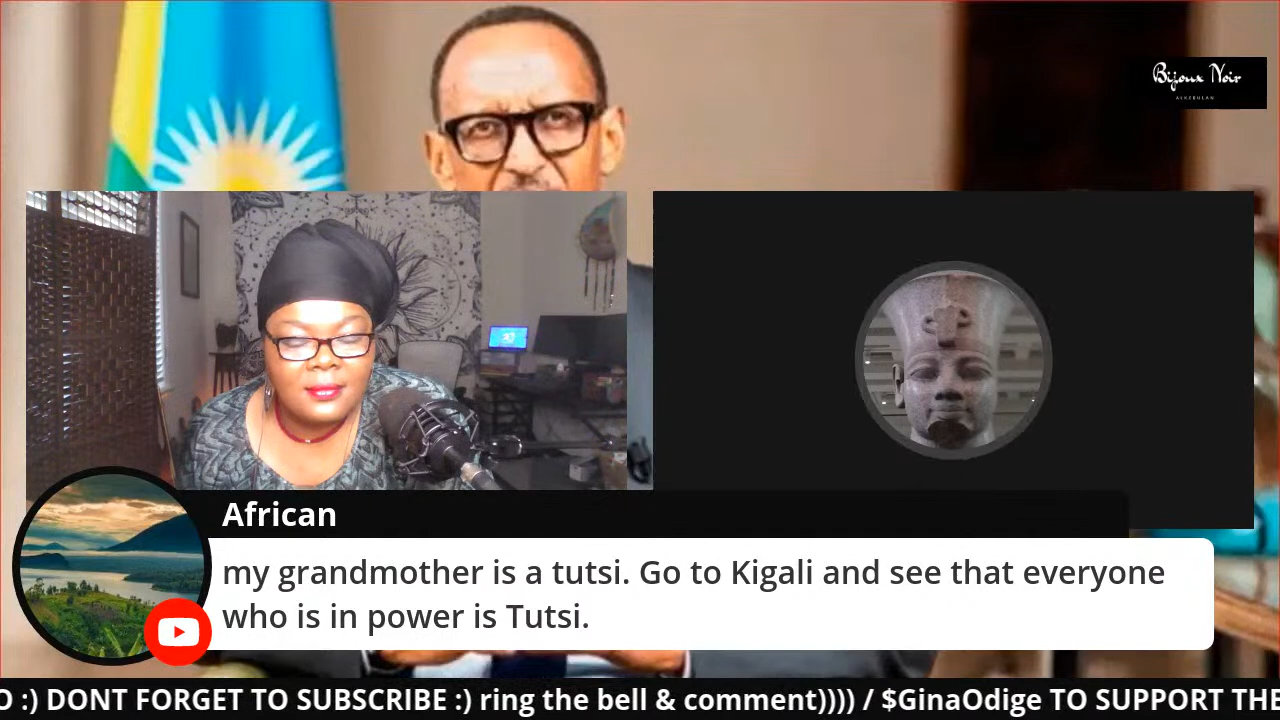 Bijoux Noir
ALKEBULAN
African
my grandmother is a tutsi. Go to Kigali and see that everyone
who is in power is Tutsi.
O :) DONT FORGET TO SUBSCRIBE :) ring the bell & comment)))) / $GinaOdige TO SUPPORT THE